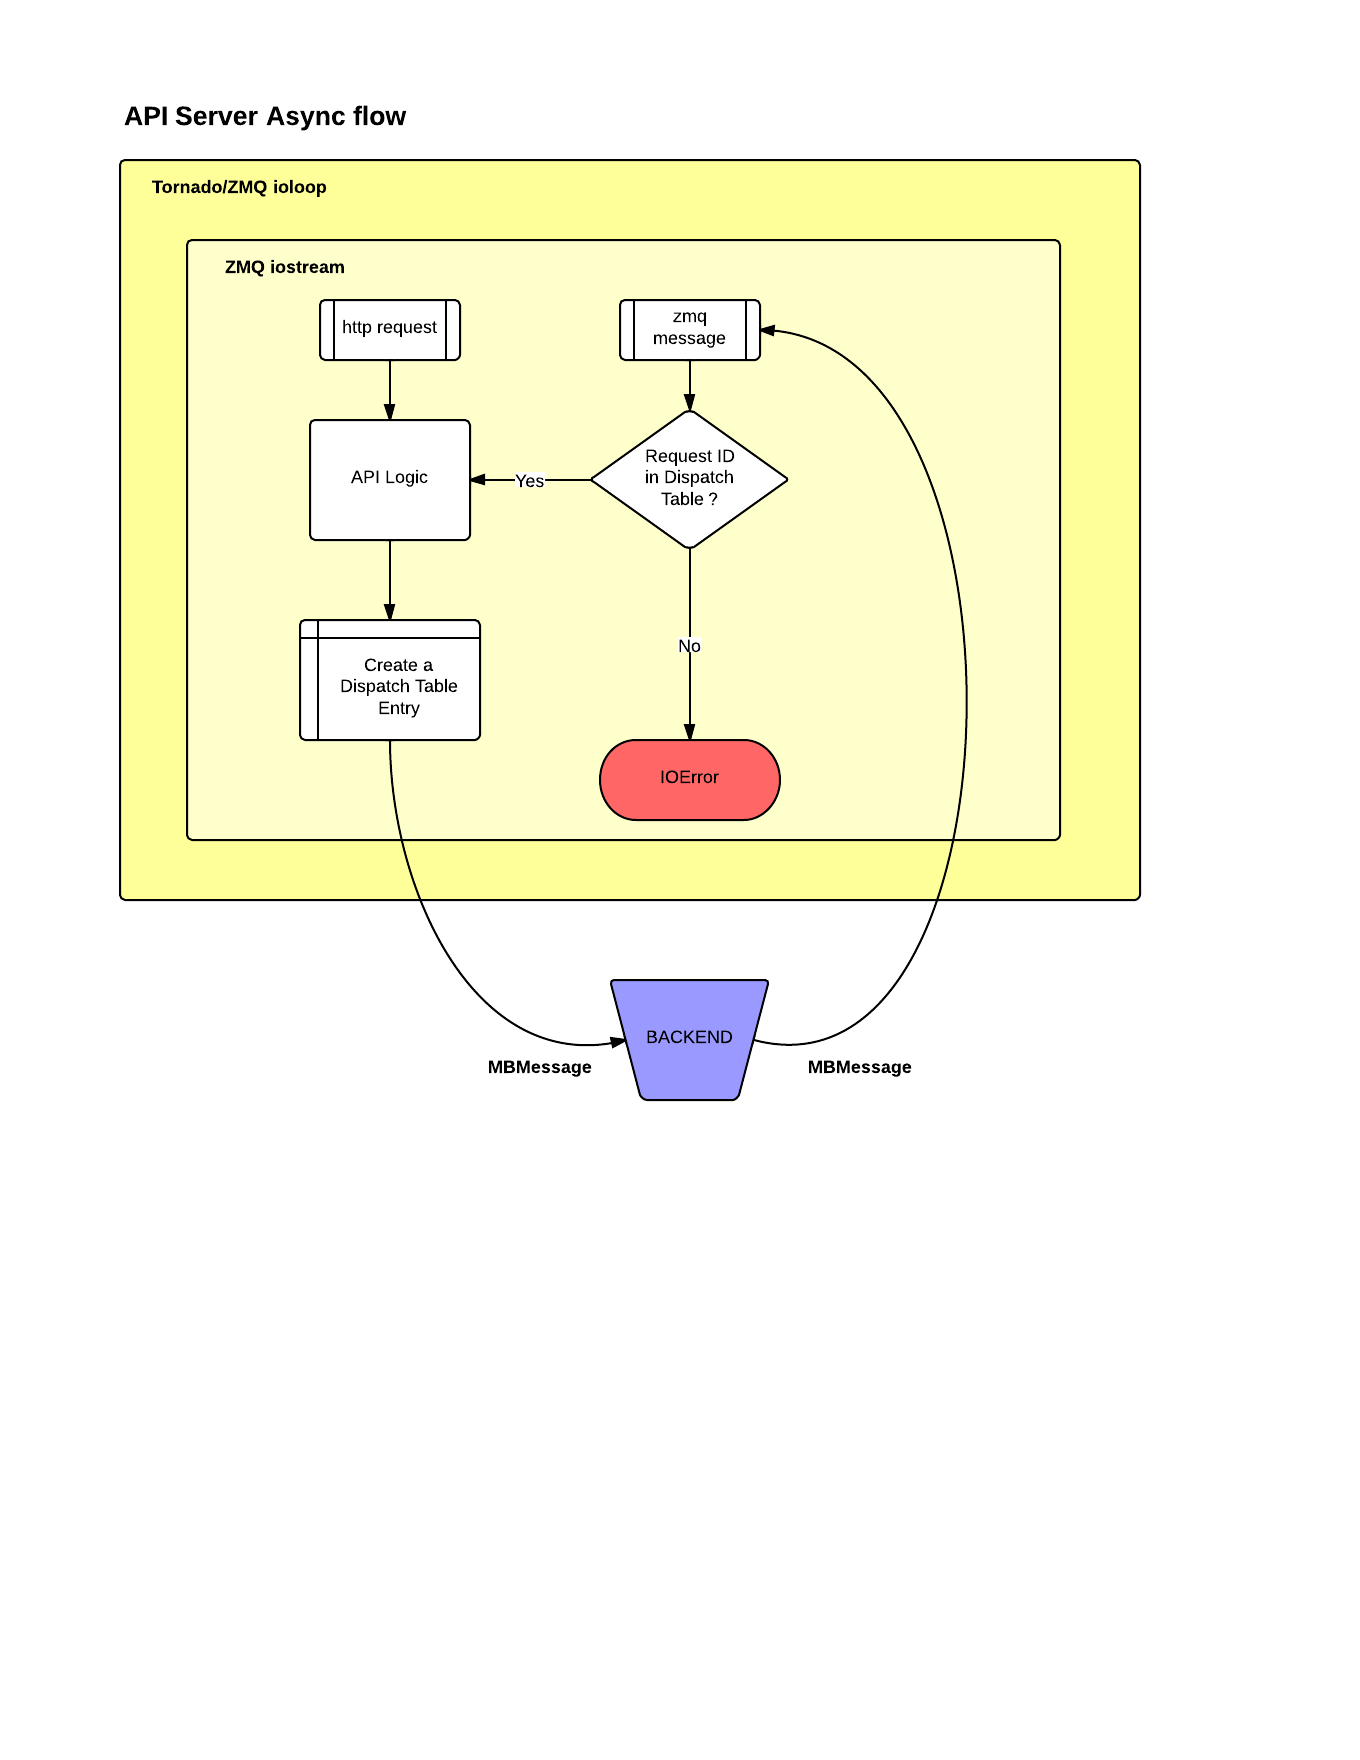 API Server Async flow
Tornado/ZMQ ioloop
ZMQ iostream
http request
zmq
message
API Logic
Yes
Request ID
in Dispatch
Table ?
Create a
Dispatch Table
Entry
No
IOError
BACKEND
MBMessage
MBMessage